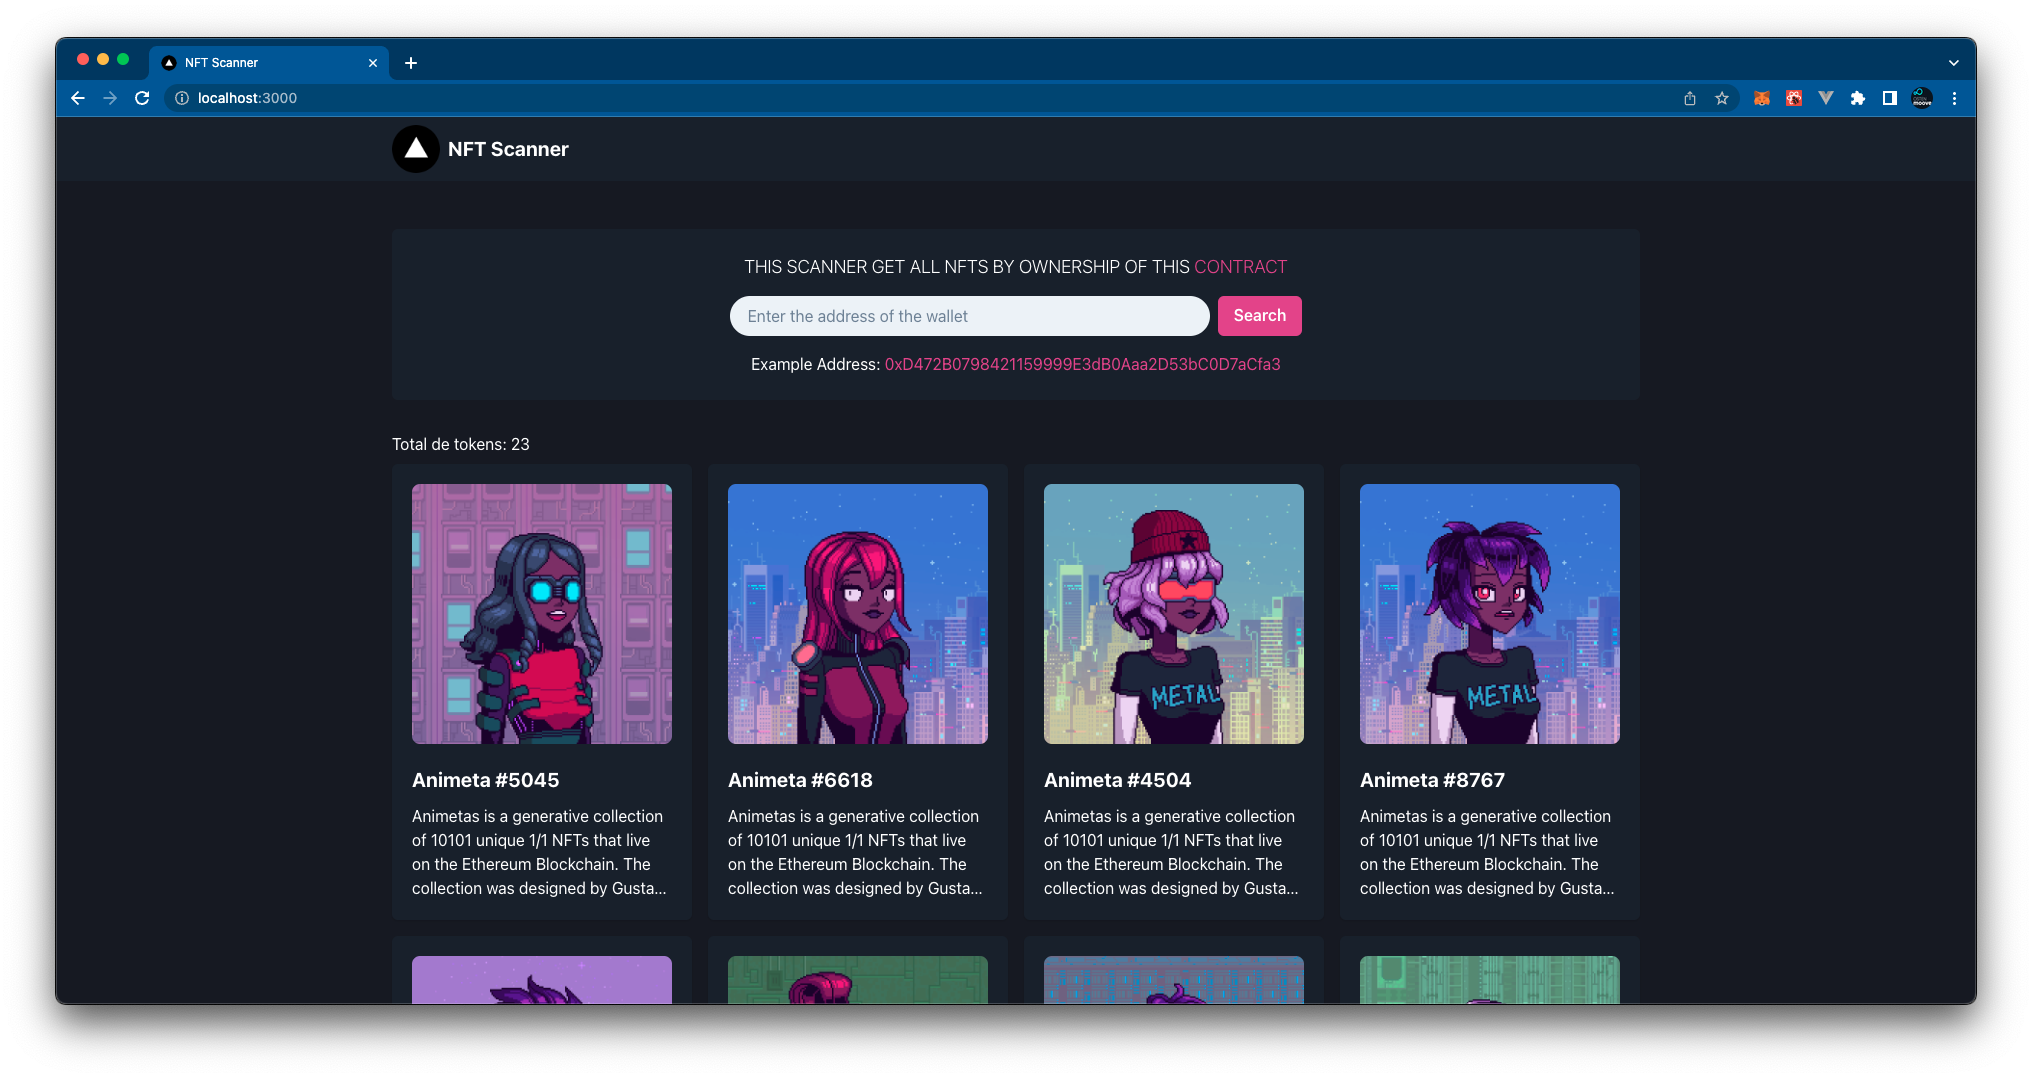 NFT Scanner
localhost:3000
NFT Scanner
THIS SCANNER GET ALL NFTS BY OWNERSHIP OF THIS CONTRACT
Enter the address of the wallet
Search
Example Address: 0xD472B0798421159999E3dB0Aaa2D53bC0D7aCfa3
Total de tokens: 23
METAL
METAL
Animeta #5045
Animetas is a generative collection
of 10101 unique 1/1 NFTs that live
on the Ethereum Blockchain. The
collection was designed by Gusta...
Animeta #6618
Animetas is a generative collection
of 10101 unique 1/1 NFTs that live
on the Ethereum Blockchain. The
collection was designed by Gusta...
Animeta #4504
Animetas is a generative collection
of 10101 unique 1/1 NFTs that live
on the Ethereum Blockchain. The
collection was designed by Gusta...
Animeta #8767
Animetas is a generative collection
of 10101 unique 1/1 NFTs that live
on the Ethereum Blockchain. The
collection was designed by Gusta...